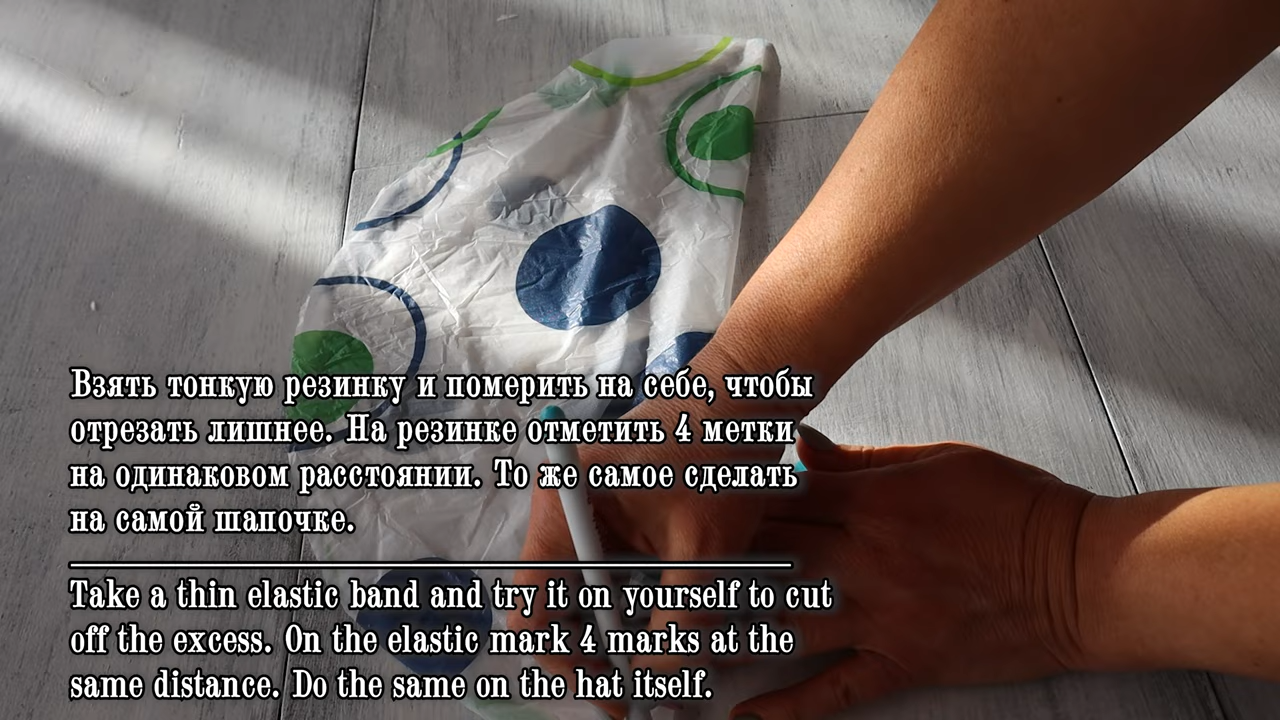 Взять тонкую резинку и померить на себе, чтобы
отрезать лишнее. На резинке отметить 4 метки
на одинаковом расстоянии. То же самое сделать
на самой шапочке.
Take a thin elastic band and try it on yourself to cut
off the excess. On the elastic mark 4 marks at the
same distance. Do the same on the hat itself.